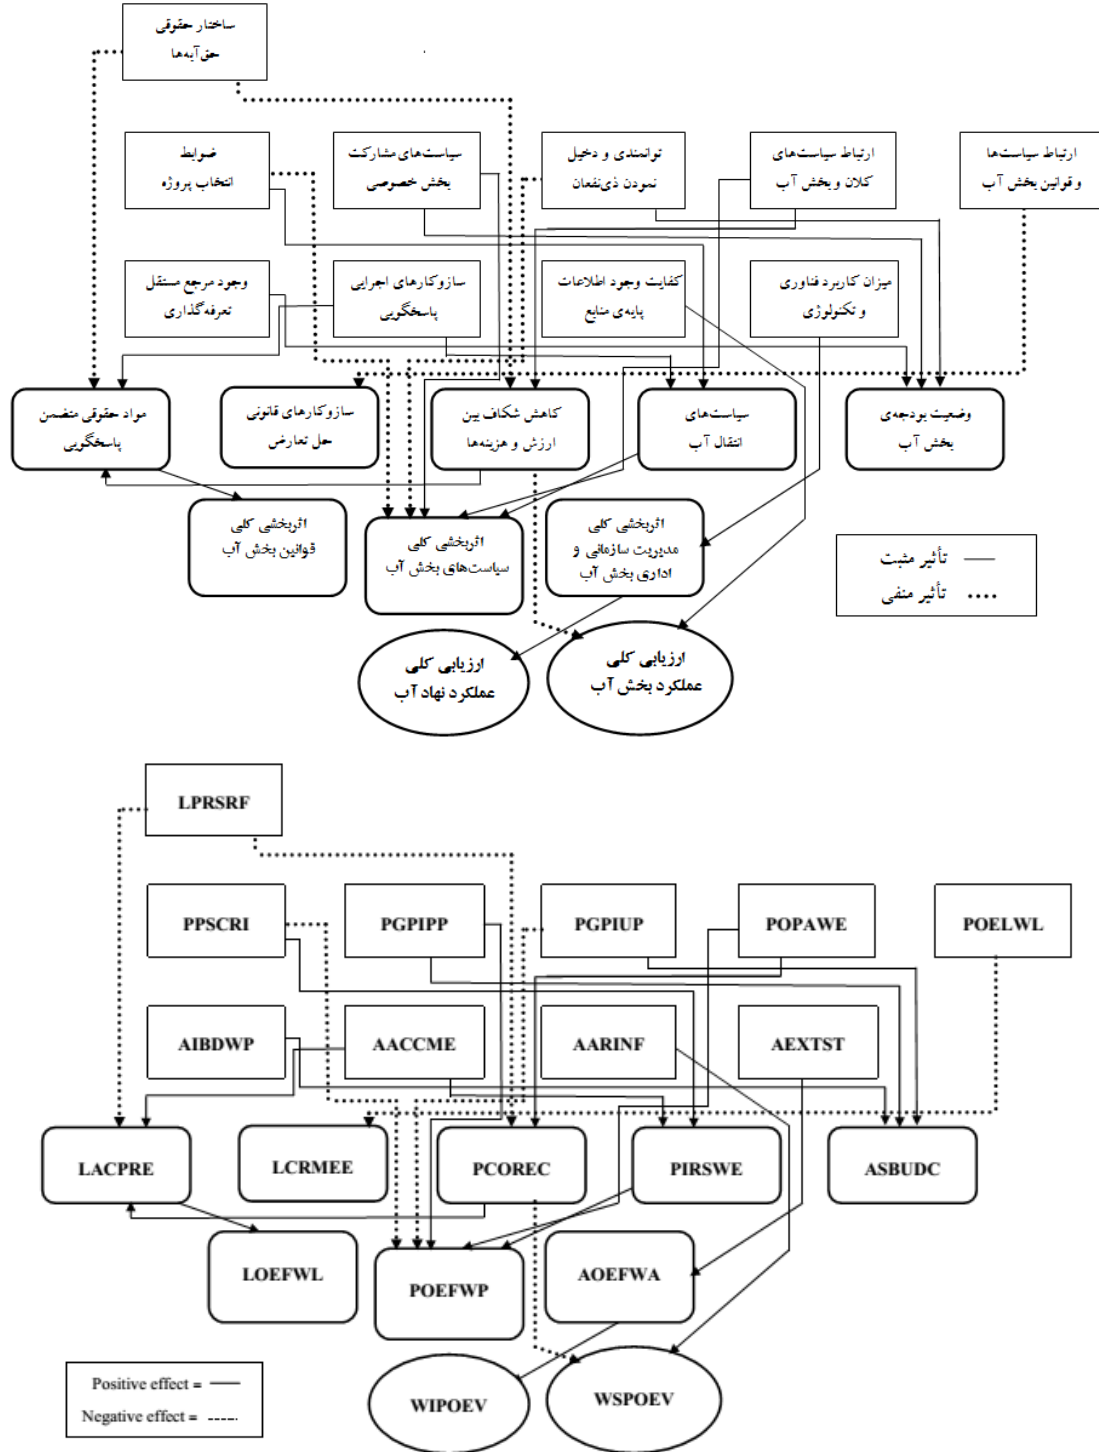 ساختار حقوقی
حق‌آبه‌ها
ارتباط سیاست‌ها
و قوانین بخش آب
ارتباط سیاست‌های
کلان و بخش آب
توانمندی و دخیل
نمودن ذی‌نفعان
سیاست‌های مشارکت
بخش خصوصی
ضوابط
انتخاب پروژه
میزان کاربرد فناوری
و تکنولوژی
کفایت وجود اطلاعات
پایه‌ی منابع
سازوکارهای اجرایی
پاسخگویی
وجود مرجع مستقل
تعرفه‌گذاری
وضعیت بودجه‌ی
بخش آب
سیاست‌های
انتقال آب
کاهش شکاف بین
ارزش و هزینه‌ها
سازوکارهای قانونی
حل تعارض
مواد حقوقی متضمن
پاسخگویی
اثربخشی کلی
مدیریت سازمانی و
اداری بخش آب
اثربخشی کلی
سیاست‌های بخش آب
اثربخشی کلی
قوانین بخش آب
تأثیر مثبت
تأثیر منفی
ارزیابی کلی
عملکرد بخش آب
ارزیابی کلی
عملکرد نهاد آب
LPRSRF
PPSCRI
PGPIPP
PGPIUP
POPAWE
POELWL
AIBDWP
AACCME
AARINF
AEXTST
LACPRE
LCRMEE
PCOREC
PIRSWE
ASBUDC
LOEFWL
POEFWP
AOEFWA
Positive effect =
Negative effect =
WIPOEV
WSPOEV